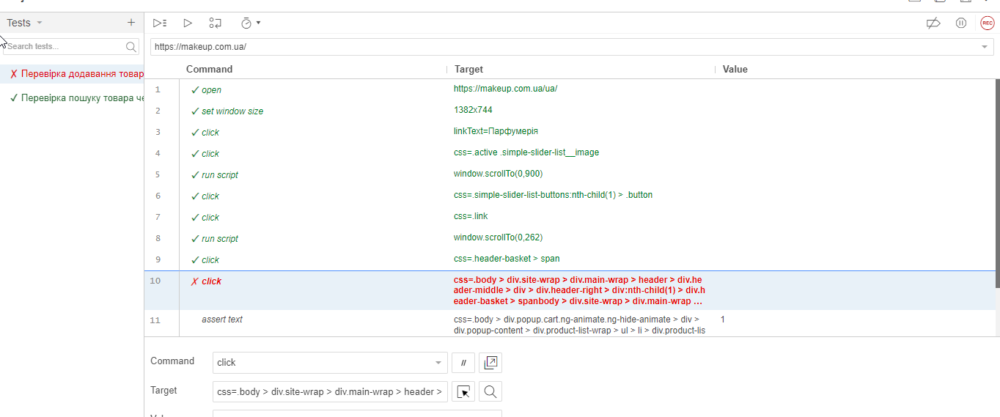 Tests
Search tests...
✗ Перевірка додавання товар
✓ Перевірка пошуку товара че
REC
https://makeup.com.ua/
Command Target Value
1 ✓ open https://makeup.com.ua/ua/
2 ✓ set window size 1382x744
3 ✓ click linkText=Парфумерія
4 ✓ click css=.active .simple-slider-list__image
5 ✓ run script window.scrollTo(0,900)
6 ✓ click css=.simple-slider-list-buttons:nth-child(1) > .button
7 ✓ click css=.link
8 ✓ run script window.scrollTo(0,262)
9 ✓ click css=.header-basket > span
10 ✗ click css=.body > div.site-wrap > div.main-wrap > header > div.he
ader-middle > div > div.header-right > div:nth-child(1) > div.h
eader-basket > spanbody > div.site-wrap > div.main-wrap ...
11 assert text css=.body > div.popup.cart.ng-animate.ng-hide-animate > div > 1
div.popup-content > div.product-list-wrap > ul > li > div.product-lis
Command click //
Target css=.body > div.site-wrap > div.main-wrap > header >